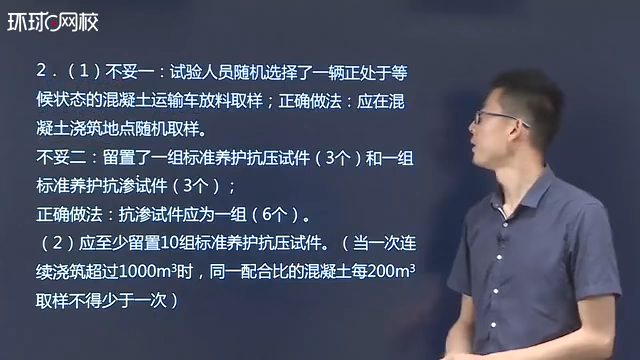 环球e网校
2．（1）不妥一：试验人员随机选择了一辆正处于等
候状态的混凝土运输车放料取样；正确做法：应在混
凝土浇筑地点随机取样。
不妥二：留置了一组标准养护抗压试件（3个）和一组
标准养护抗渗试件（3个）；
正确做法：抗渗试件应为一组（6个）。
（2）应至少留置10组标准养护抗压试件。（当一次连
续浇筑超过1000m³时，同一配合比的混凝土每200m³
取样不得少于一次）